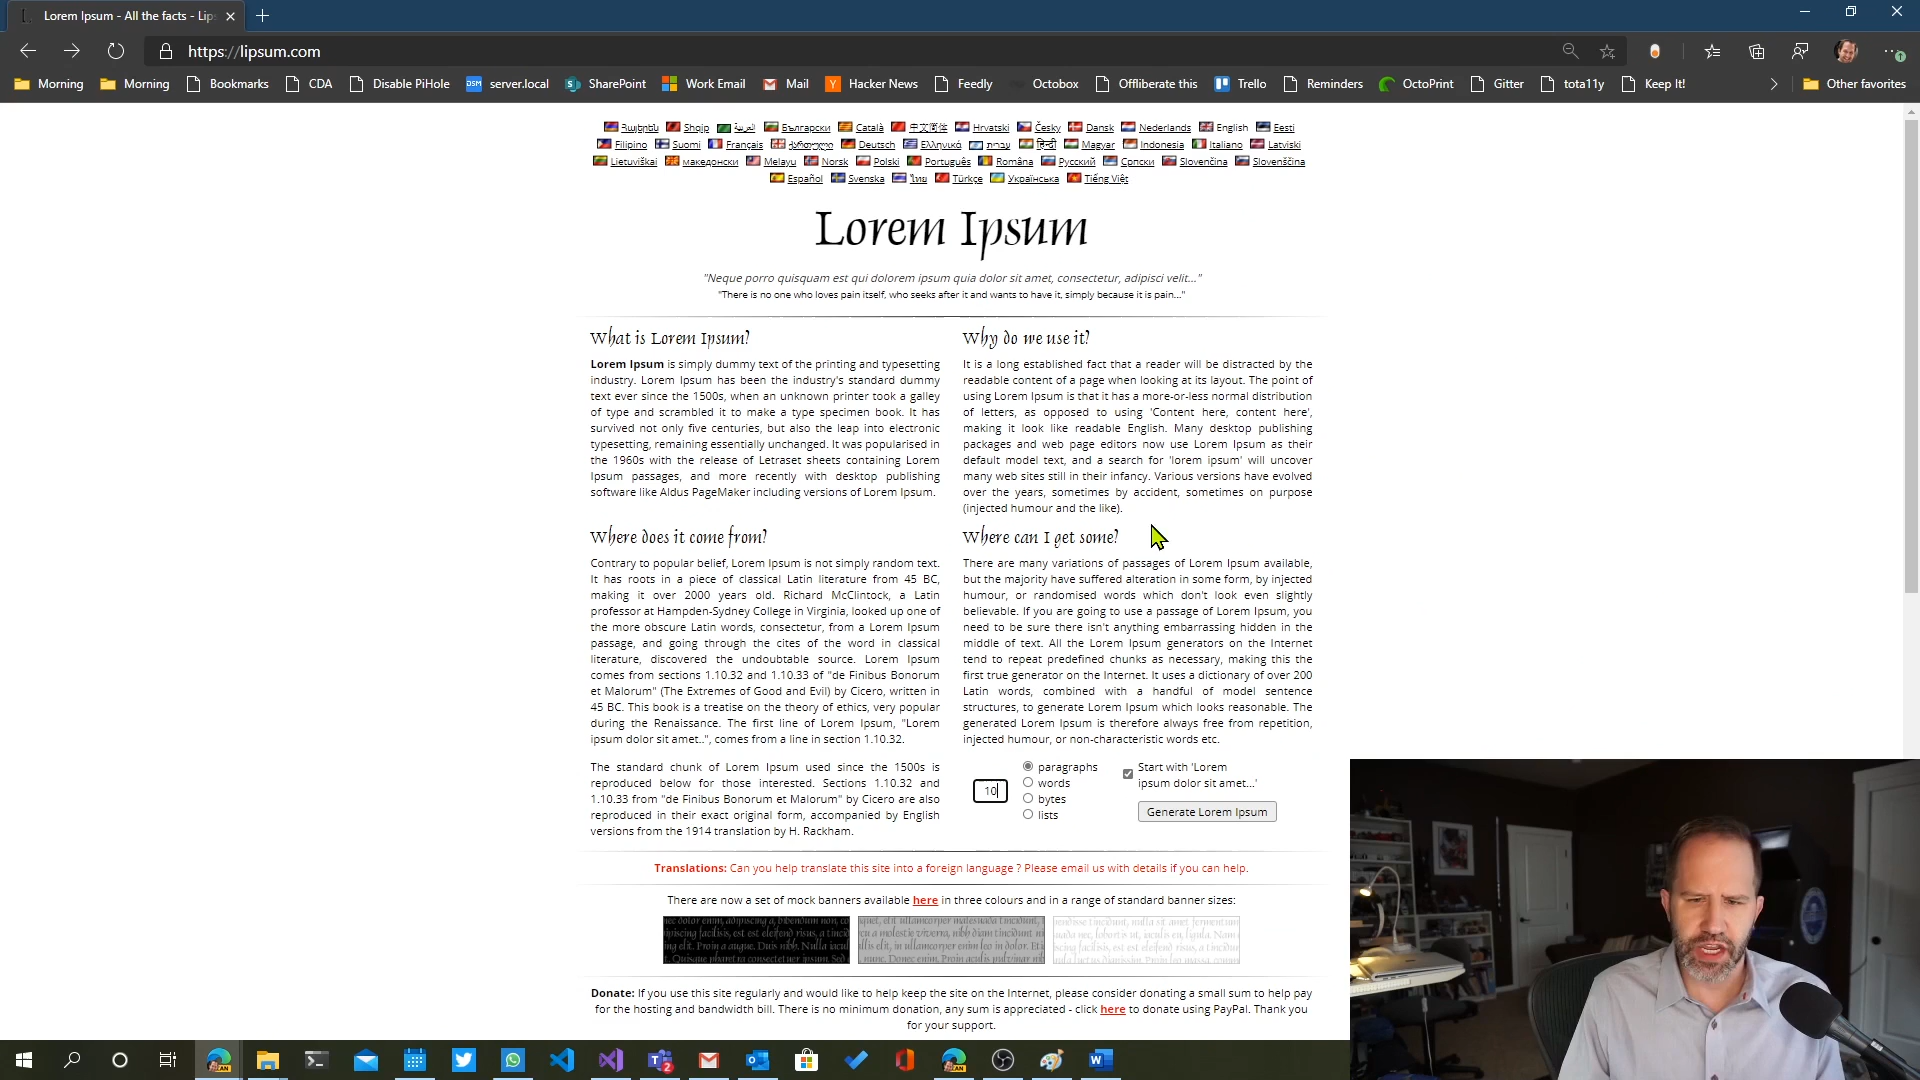 Lorem Ipsum - All the facts - Lips
https://lipsum.com
Morning Morning Bookmarks CDA Disable PiHole server.local SharePoint Work Email Mail Hacker News Feedly Octobox Offliberate this Trello Reminders OctoPrint Gitter tota11y Keep It! Other favorites
Հայերեն Shqip العربية Български Català 中文简体 Hrvatski Česky Dansk Nederlands English Eesti
Filipino Suomi Français ქართული Deutsch Ελληνικά עברית हिन्दी Magyar Indonesia Italiano Latviski
Lietuviškai македонски Melayu Norsk Polski Português Româna Русский Српски Slovenčina Slovenščina
Español Svenska ไทย Türkçe Українська Tiếng Việt
Lorem Ipsum
"Neque porro quisquam est qui dolorem ipsum quia dolor sit amet, consectetur, adipisci velit..."
"There is no one who loves pain itself, who seeks after it and wants to have it, simply because it is pain..."
What is Lorem Ipsum?
Lorem Ipsum is simply dummy text of the printing and typesetting
industry. Lorem Ipsum has been the industry's standard dummy
text ever since the 1500s, when an unknown printer took a galley
of type and scrambled it to make a type specimen book. It has
survived not only five centuries, but also the leap into electronic
typesetting, remaining essentially unchanged. It was popularised in
the 1960s with the release of Letraset sheets containing Lorem
Ipsum passages, and more recently with desktop publishing
software like Aldus PageMaker including versions of Lorem Ipsum.
Why do we use it?
It is a long established fact that a reader will be distracted by the
readable content of a page when looking at its layout. The point of
using Lorem Ipsum is that it has a more-or-less normal distribution
of letters, as opposed to using 'Content here, content here',
making it look like readable English. Many desktop publishing
packages and web page editors now use Lorem Ipsum as their
default model text, and a search for 'lorem ipsum' will uncover
many web sites still in their infancy. Various versions have evolved
over the years, sometimes by accident, sometimes on purpose
(injected humour and the like).
Where does it come from?
Contrary to popular belief, Lorem Ipsum is not simply random text.
It has roots in a piece of classical Latin literature from 45 BC,
making it over 2000 years old. Richard McClintock, a Latin
professor at Hampden-Sydney College in Virginia, looked up one of
the more obscure Latin words, consectetur, from a Lorem Ipsum
passage, and going through the cites of the word in classical
literature, discovered the undoubtable source. Lorem Ipsum
comes from sections 1.10.32 and 1.10.33 of "de Finibus Bonorum
et Malorum" (The Extremes of Good and Evil) by Cicero, written in
45 BC. This book is a treatise on the theory of ethics, very popular
during the Renaissance. The first line of Lorem Ipsum, "Lorem
ipsum dolor sit amet..", comes from a line in section 1.10.32.
The standard chunk of Lorem Ipsum used since the 1500s is
reproduced below for those interested. Sections 1.10.32 and
1.10.33 from "de Finibus Bonorum et Malorum" by Cicero are also
reproduced in their exact original form, accompanied by English
versions from the 1914 translation by H. Rackham.
Where can I get some?
There are many variations of passages of Lorem Ipsum available,
but the majority have suffered alteration in some form, by injected
humour, or randomised words which don't look even slightly
believable. If you are going to use a passage of Lorem Ipsum, you
need to be sure there isn't anything embarrassing hidden in the
middle of text. All the Lorem Ipsum generators on the Internet
tend to repeat predefined chunks as necessary, making this the
first true generator on the Internet. It uses a dictionary of over 200
Latin words, combined with a handful of model sentence
structures, to generate Lorem Ipsum which looks reasonable. The
generated Lorem Ipsum is therefore always free from repetition,
injected humour, or non-characteristic words etc.
10
paragraphs
words
bytes
lists
Start with 'Lorem
ipsum dolor sit amet...'
Generate Lorem Ipsum
Translations: Can you help translate this site into a foreign language ? Please email us with details if you can help.
There are now a set of mock banners available here in three colours and in a range of standard banner sizes:
Donate: If you use this site regularly and would like to help keep the site on the Internet, please consider donating a small sum to help pay
for the hosting and bandwidth bill. There is no minimum donation, any sum is appreciated - click here to donate using PayPal. Thank you
for your support.